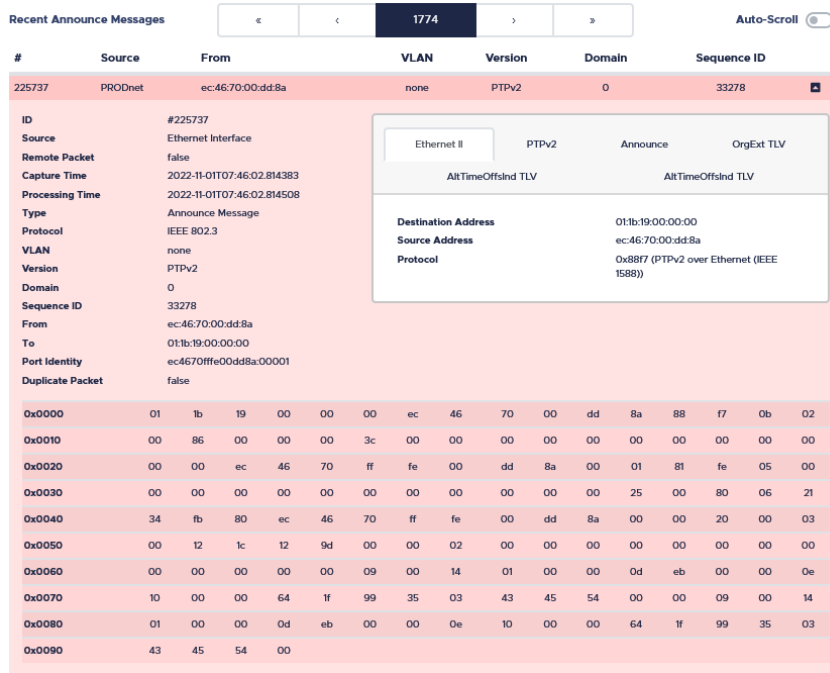 Recent Announce Messages « ‹ 1774 › » Auto-Scroll
# Source From VLAN Version Domain Sequence ID
225737 PRODnet ec:46:70:00:dd:8a none PTPv2 0 33278
ID #225737
Source Ethernet Interface
Remote Packet false
Capture Time 2022-11-01T07:46:02.814383
Processing Time 2022-11-01T07:46:02.814508
Type Announce Message
Protocol IEEE 802.3
VLAN none
Version PTPv2
Domain 0
Sequence ID 33278
From ec:46:70:00:dd:8a
To 01:1b:19:00:00:00
Port Identity ec4670fffe00dd8a:00001
Duplicate Packet false
Ethernet II PTPv2 Announce OrgExt TLV
AltTimeOffsInd TLV AltTimeOffsInd TLV
Destination Address 01:1b:19:00:00:00
Source Address ec:46:70:00:dd:8a
Protocol 0x88f7 (PTPv2 over Ethernet (IEEE
1588))
0x0000 01 1b 19 00 00 00 ec 46 70 00 dd 8a 88 f7 0b 02
0x0010 00 86 00 00 00 3c 00 00 00 00 00 00 00 00 00 00
0x0020 00 00 ec 46 70 ff fe 00 dd 8a 00 01 81 fe 05 00
0x0030 00 00 00 00 00 00 00 00 00 00 00 25 00 80 06 21
0x0040 34 fb 80 ec 46 70 ff fe 00 dd 8a 00 00 20 00 03
0x0050 00 12 1c 12 9d 00 00 02 00 00 00 00 00 00 00 00
0x0060 00 00 00 00 00 09 00 14 01 00 00 0d eb 00 00 0e
0x0070 10 00 00 64 1f 99 35 03 43 45 54 00 00 09 00 14
0x0080 01 00 00 0d eb 00 00 0e 10 00 00 64 1f 99 35 03
0x0090 43 45 54 00